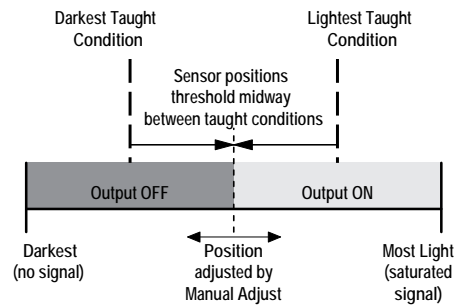 Darkest Taught
Condition
Lightest Taught
Condition
Sensor positions
threshold midway
between taught conditions
Output OFF
Output ON
Darkest
(no signal)
Position
adjusted by
Manual Adjust
Most Light
(saturated
signal)